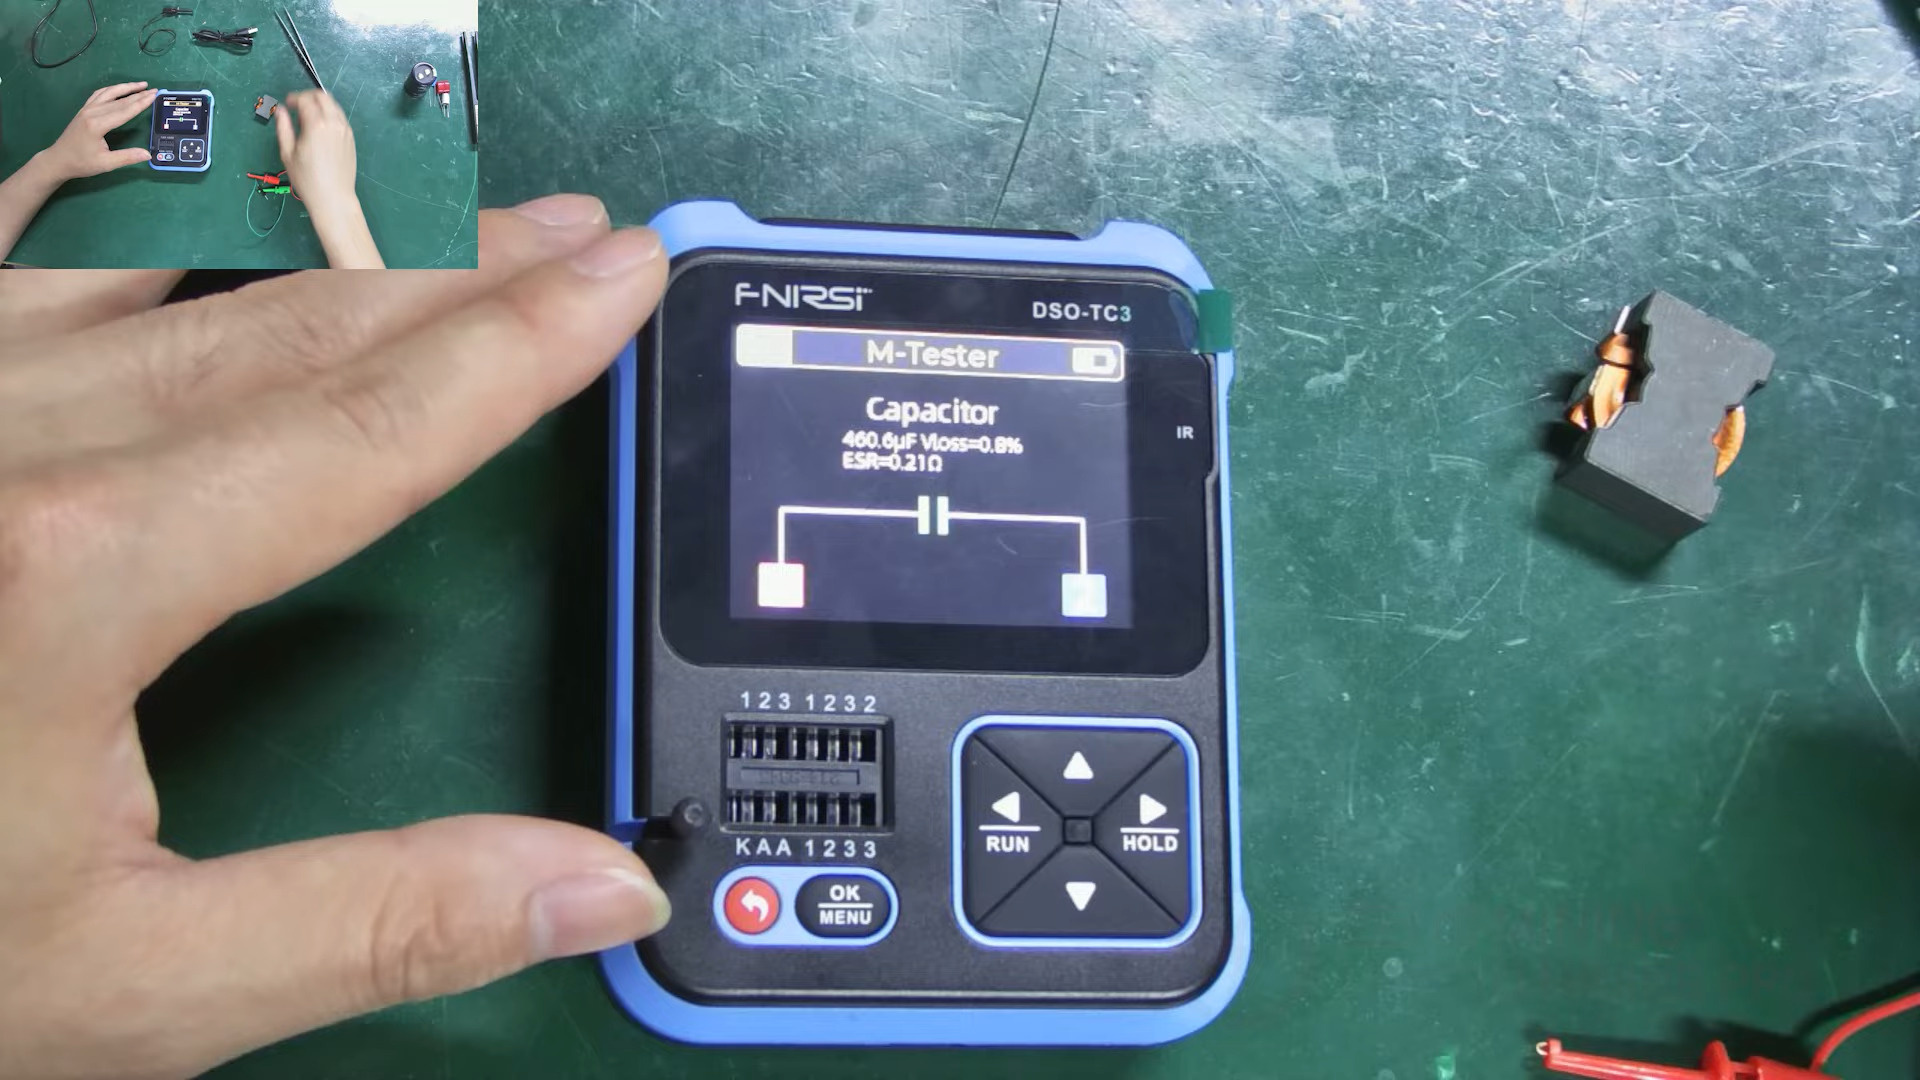 FNIRSI
DSO-TC3
M-Tester
Capacitor
460.6µF Vloss=0.8%
ESR=0.21Ω
IR
1 2 3 1 2 3 2
K A A 1 2 3 3
RUN
HOLD
OK
MENU